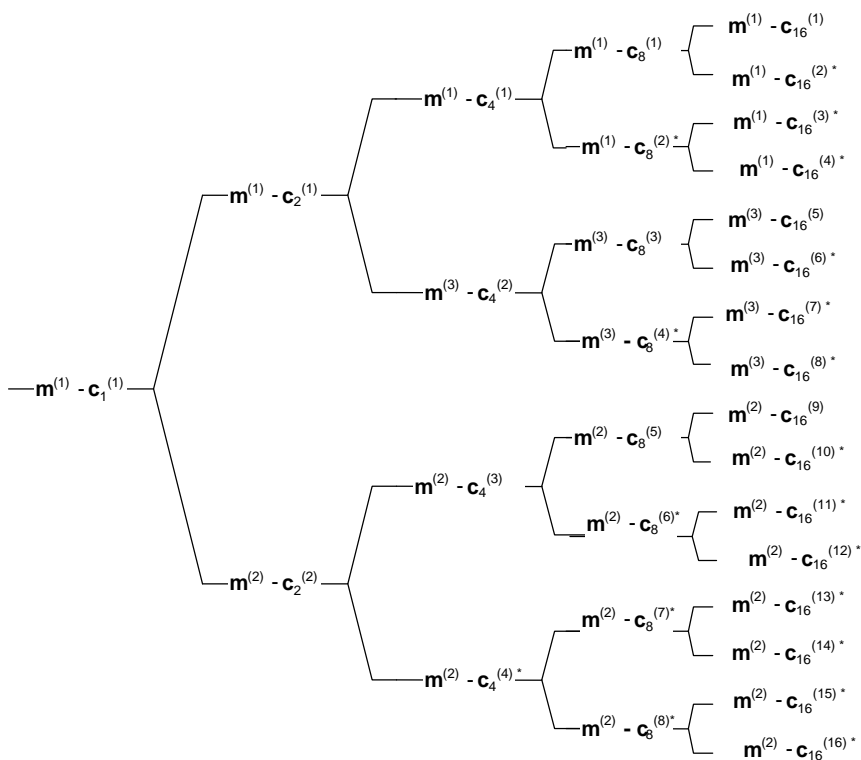 m(1) - c16(1)
m(1) - c8(1)
m(1) - c16(2) *
m(1) - c4(1)
m(1) - c16(3) *
m(1) - c8(2) *
m(1) - c16(4) *
m(1) - c2(1)
m(3) - c16(5)
m(3) - c8(3)
m(3) - c16(6) *
m(3) - c4(2)
m(3) - c16(7) *
m(3) - c8(4) *
m(3) - c16(8) *
m(1) - c1(1)
m(2) - c16(9)
m(2) - c8(5)
m(2) - c16(10) *
m(2) - c4(3)
m(2) - c16(11) *
m(2) - c8(6)*
m(2) - c16(12) *
m(2) - c2(2)
m(2) - c16(13) *
m(2) - c8(7)*
m(2) - c16(14) *
m(2) - c4(4) *
m(2) - c16(15) *
m(2) - c8(8)*
m(2) - c16(16) *